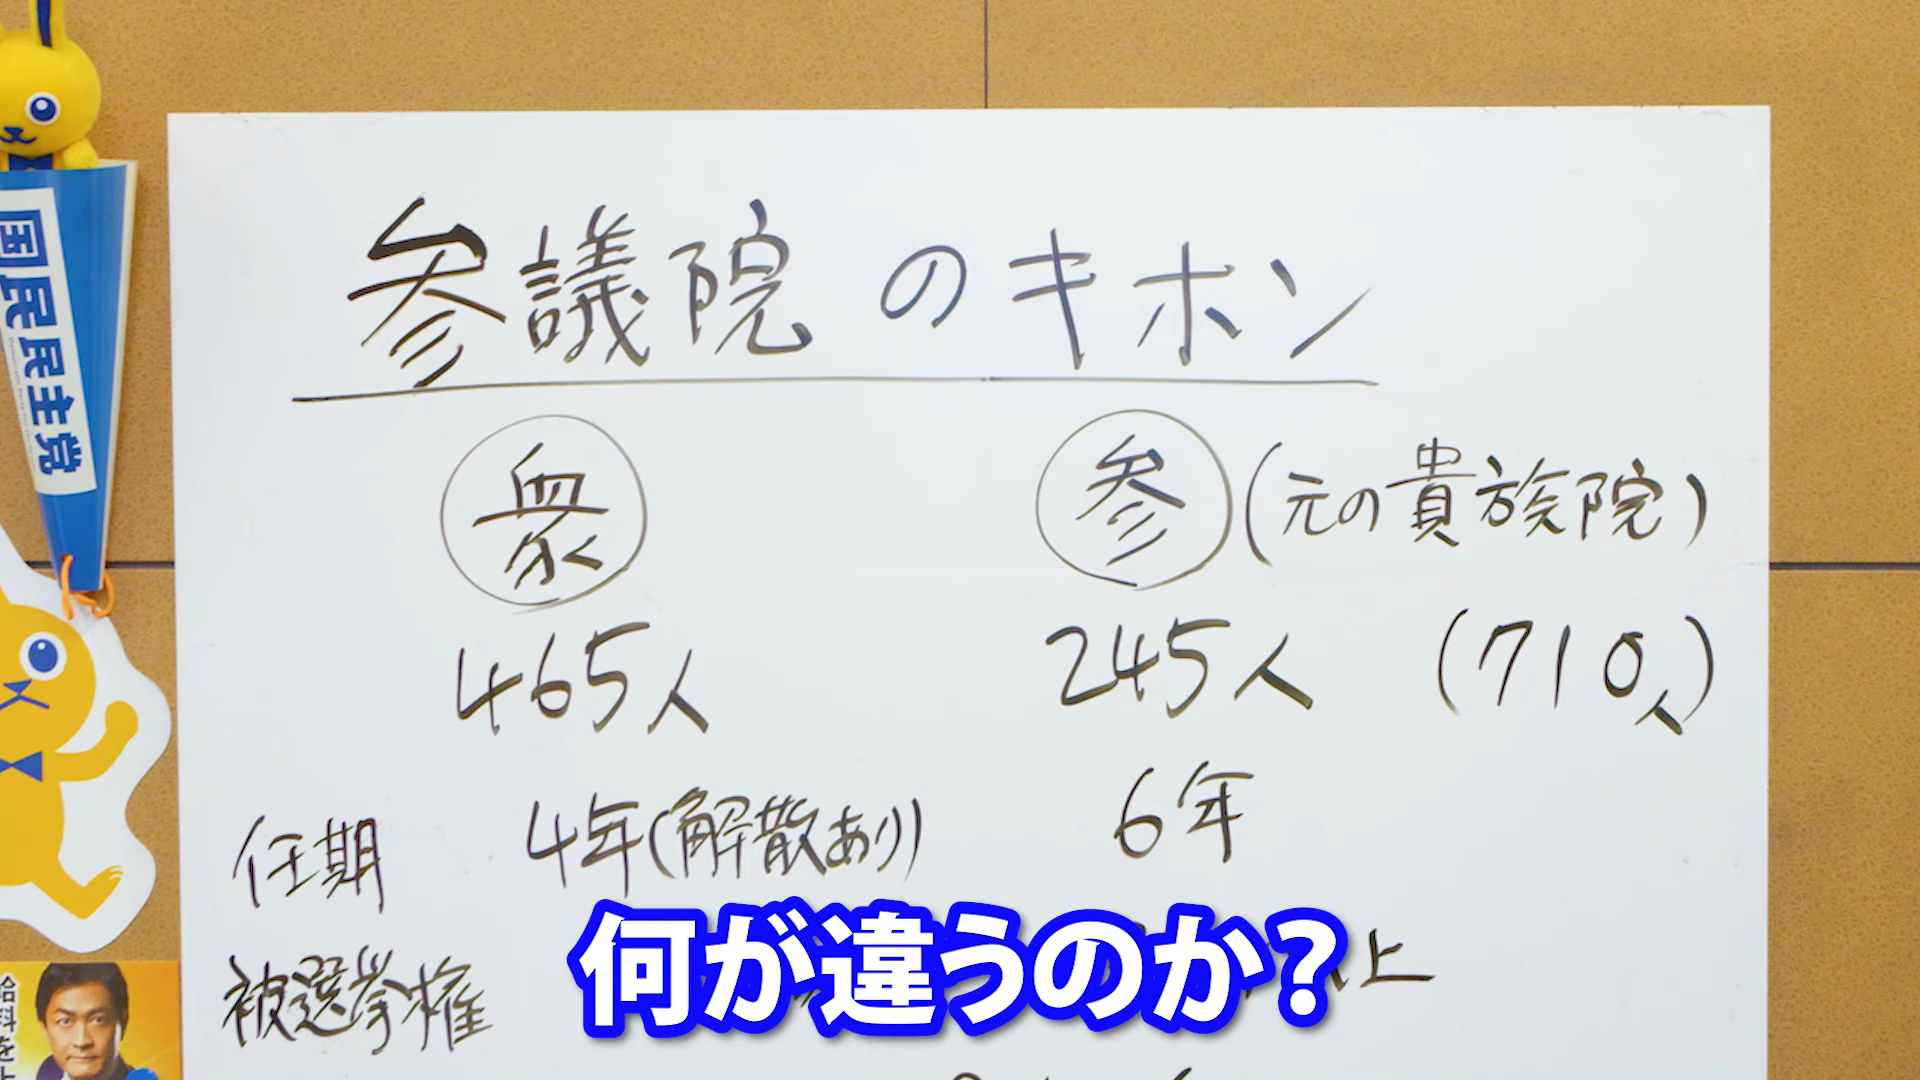 国民民主党
参議院のキホン
衆 参 (元の貴族院)
465人 245人 (710人)
任期 4年(解散あり) 6年
被選挙権 上
何が違うのか?